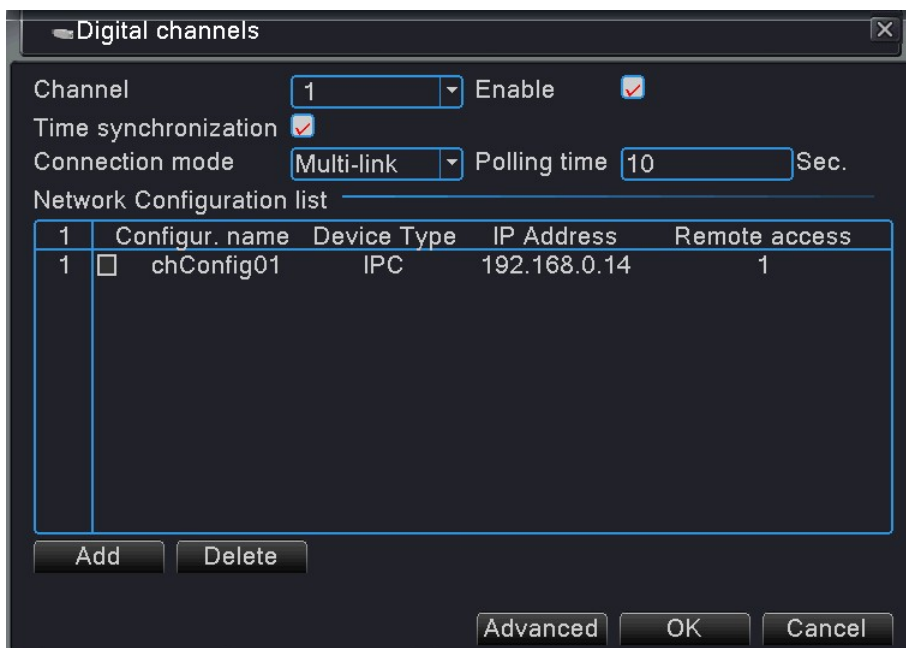 Digital channels
Channel 1 Enable
Time synchronization
Connection mode Multi-link Polling time 10 Sec.
Network Configuration list
1 Configur. name Device Type IP Address Remote access
1 chConfig01 IPC 192.168.0.14 1
Add Delete
Advanced OK Cancel